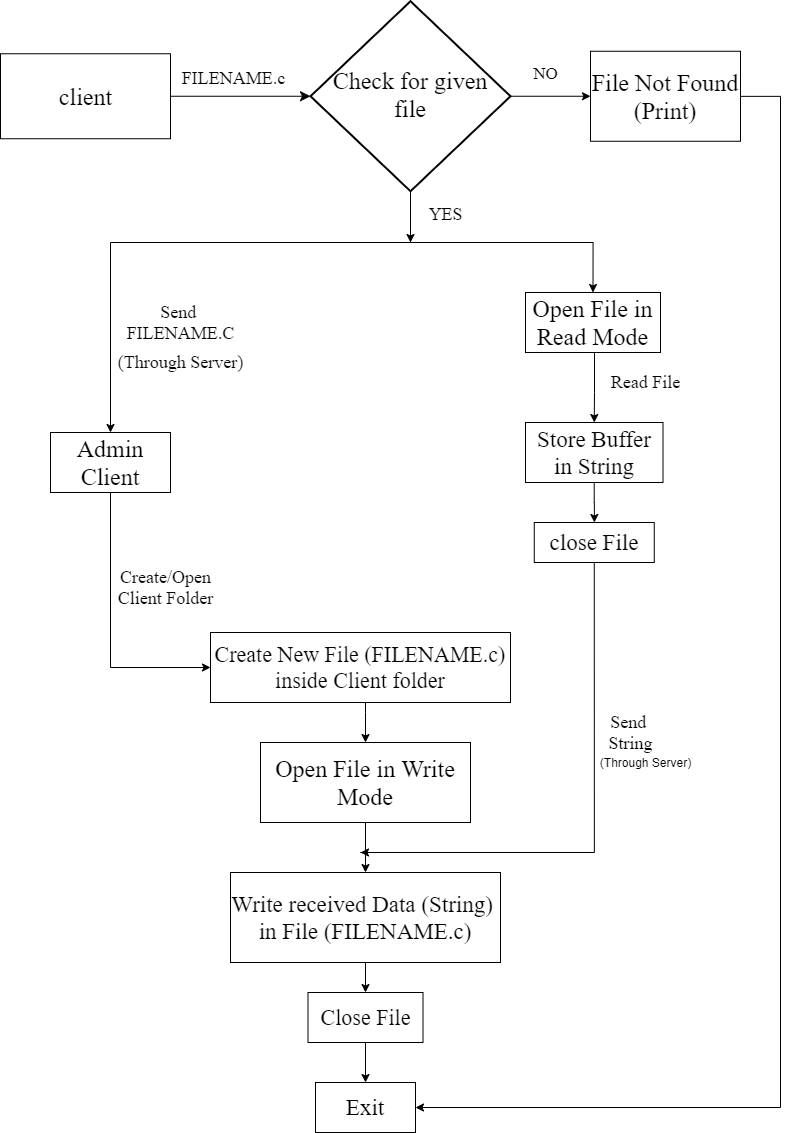 client
FILENAME.c
Check for given
file
NO
File Not Found
(Print)
YES
Send
FILENAME.C
(Through Server)
Open File in
Read Mode
Read File
Admin
Client
Store Buffer
in String
close File
Create/Open
Client Folder
Create New File (FILENAME.c)
inside Client folder
Send
String
(Through Server)
Open File in Write
Mode
Write received Data (String)
in File (FILENAME.c)
Close File
Exit